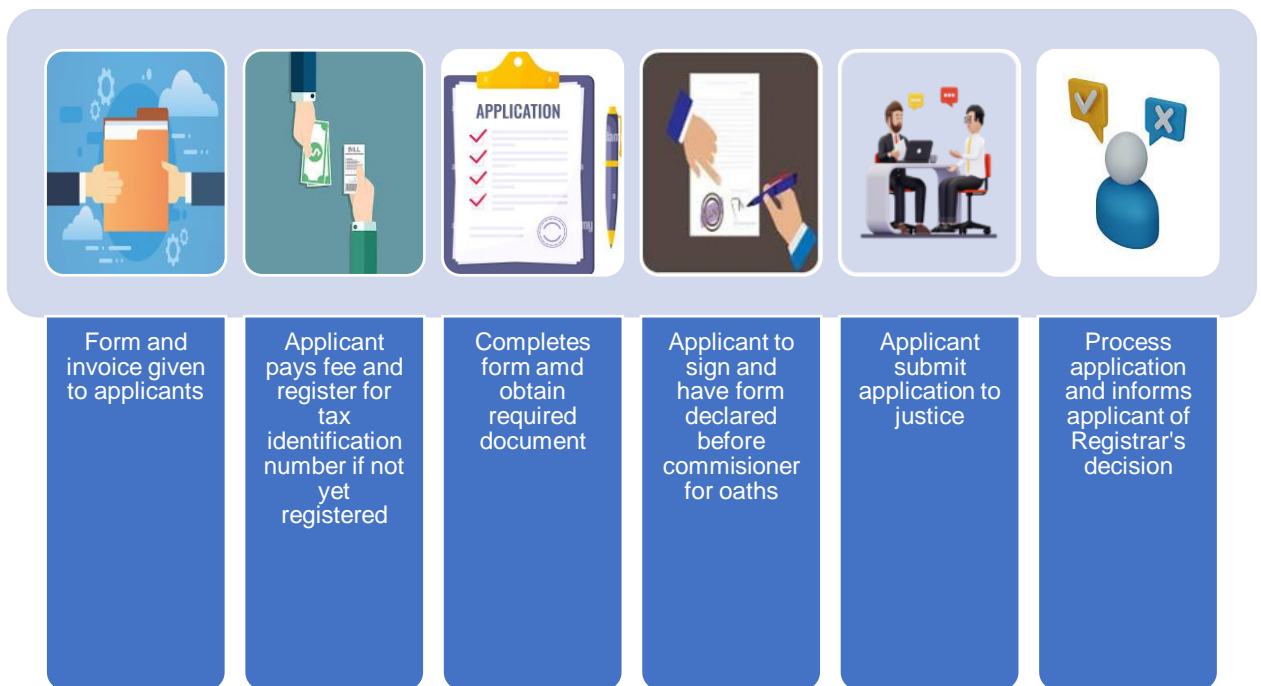 BILL
APPLICATION
Form and
invoice given
to applicants
Applicant
pays fee and
register for
tax
identification
number if not
yet
registered
Completes
form amd
obtain
required
document
Applicant to
sign and
have form
declared
before
commisioner
for oaths
Applicant
submit
application to
justice
Process
application
and informs
applicant of
Registrar's
decision